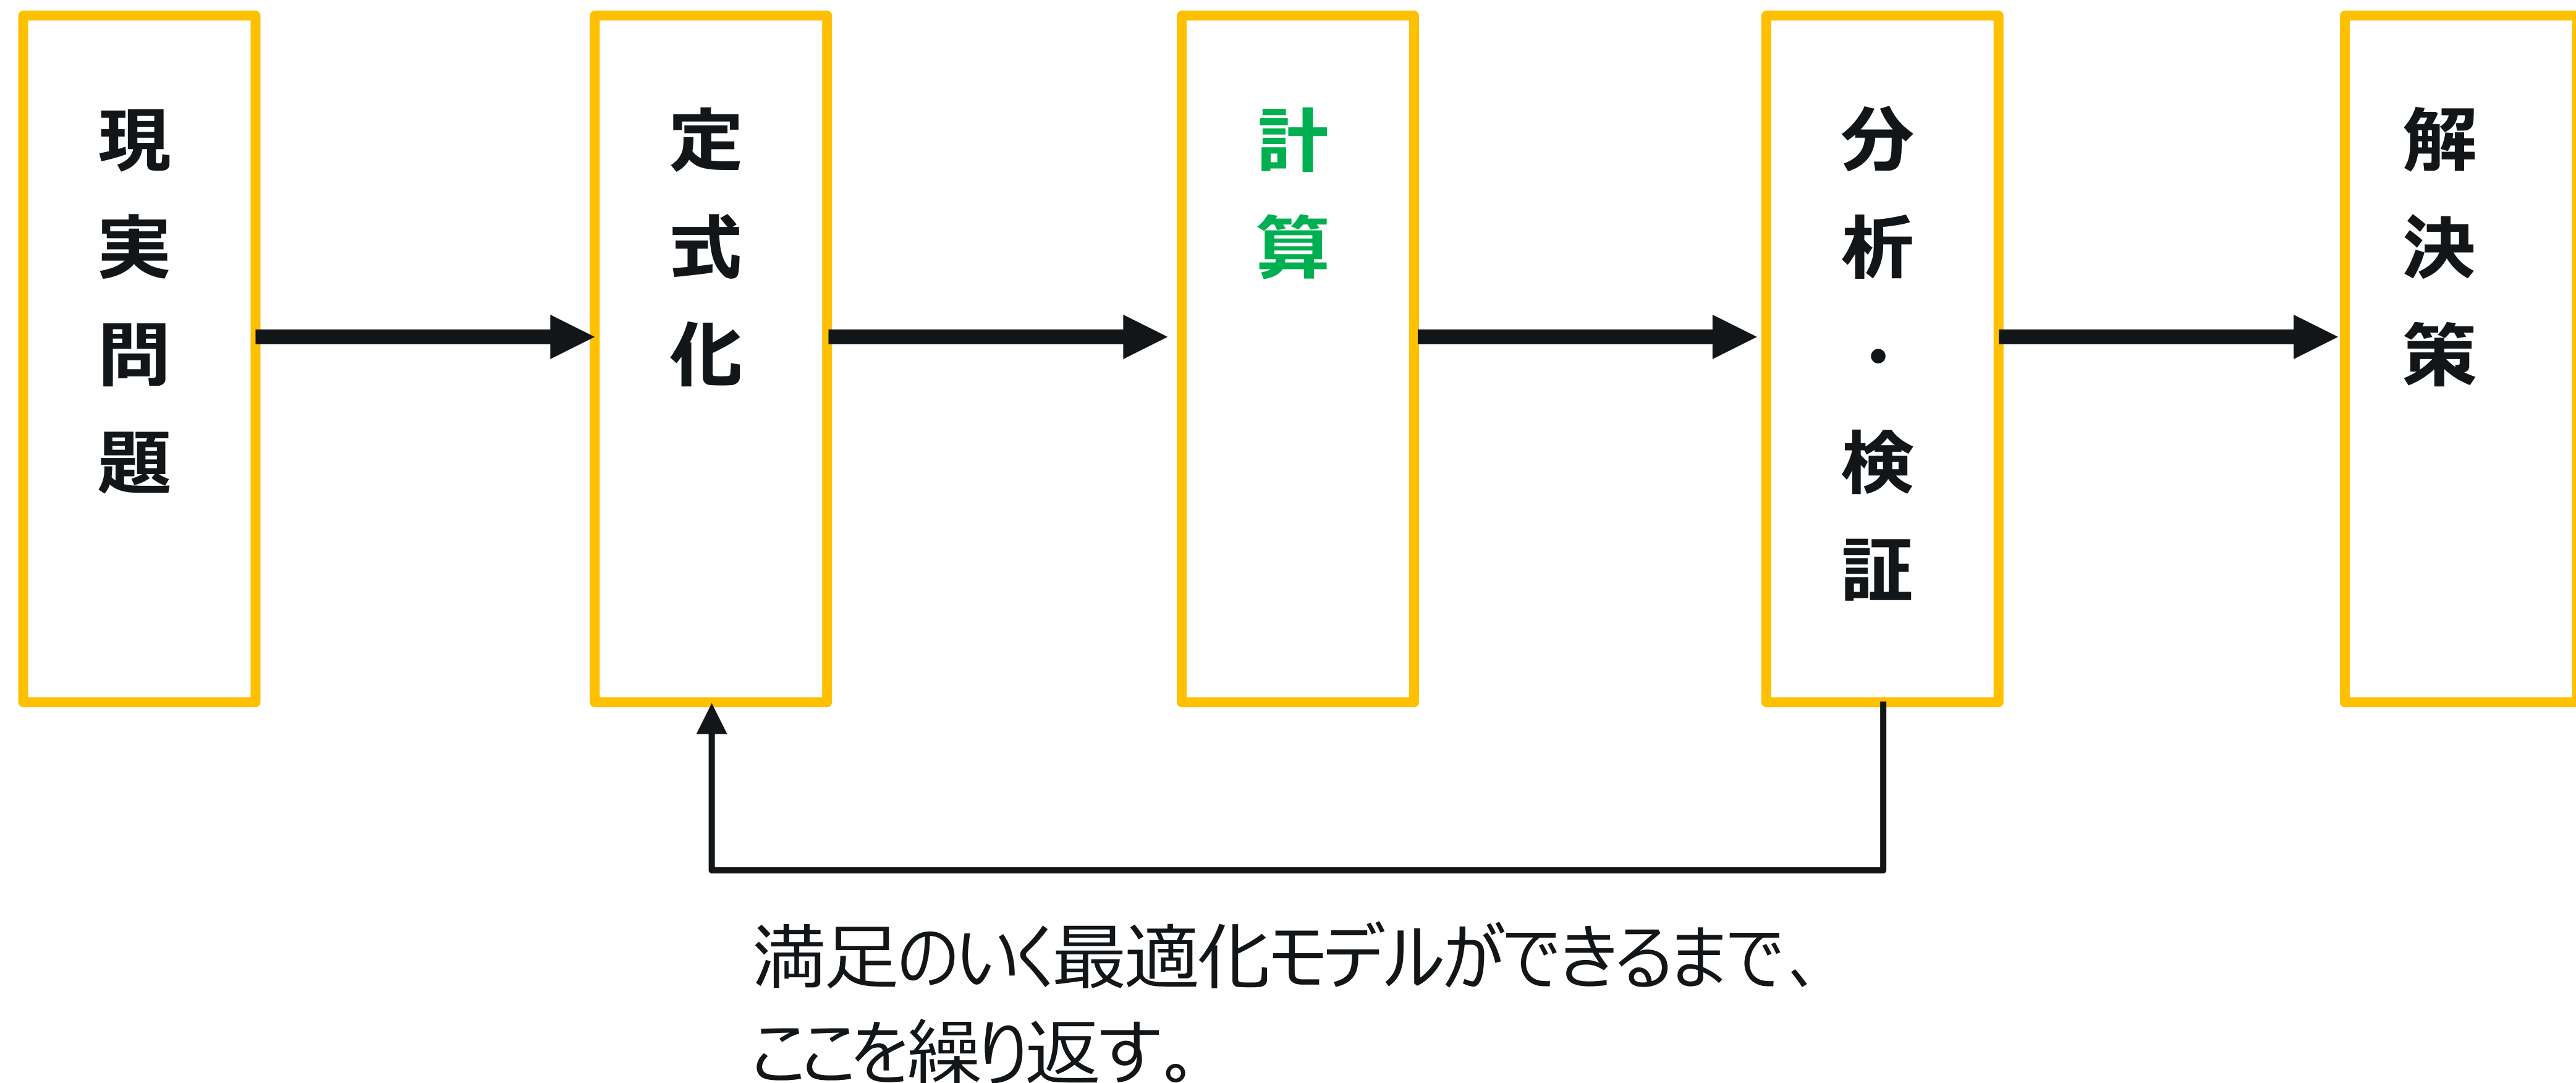 現実問題
定式化
計算
分析・検証
解決策
満足のいく最適化モデルができるまで、
ここを繰り返す。